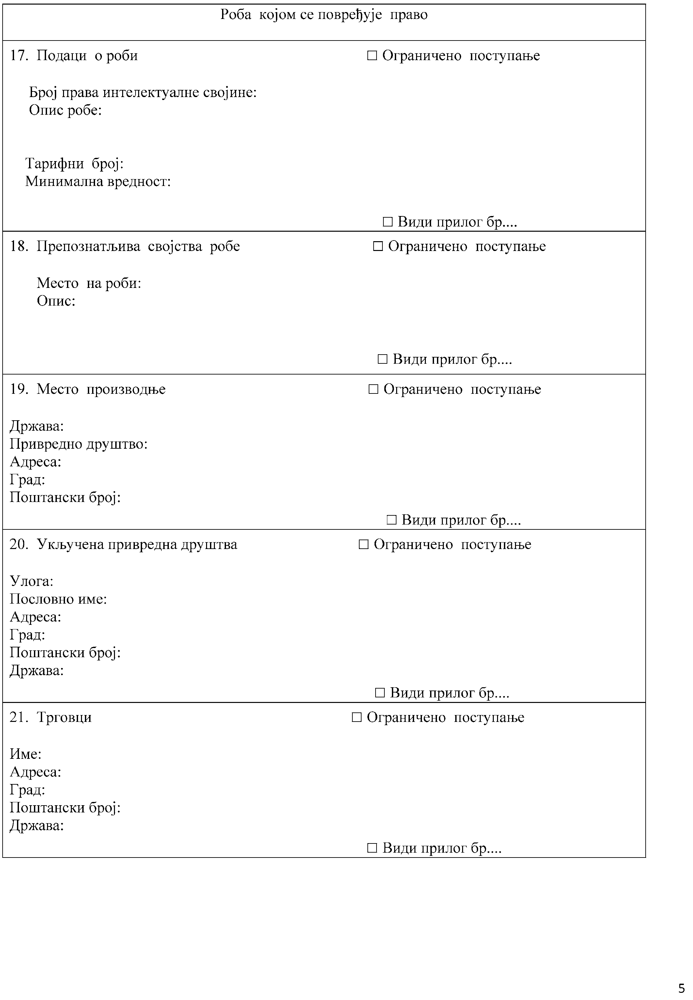 Роба којом се повређује право
17. Подаци о роби □ Ограничено поступање
Број права интелектуалне својине:
Опис робе:
Тарифни број:
Минимална вредност:
□ Види прилог бр....
18. Препознатљива својства робе □ Ограничено поступање
Место на роби:
Опис:
□ Види прилог бр....
19. Место производње □ Ограничено поступање
Држава:
Привредно друштво:
Адреса:
Град:
Поштански број:
□ Види прилог бр....
20. Укључена привредна друштва □ Ограничено поступање
Улога:
Пословно име:
Адреса:
Град:
Поштански број:
Држава:
□ Види прилог бр....
21. Трговци □ Ограничено поступање
Име:
Адреса:
Град:
Поштански број:
Држава:
□ Види прилог бр....
5